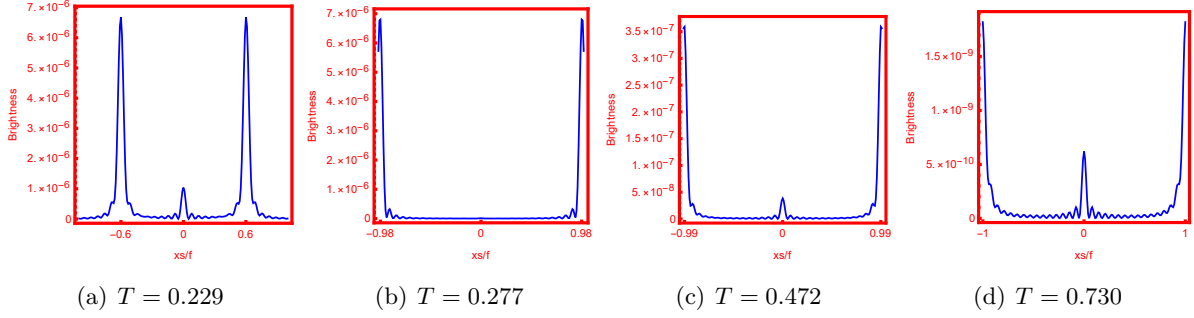 7.×10⁻⁶
6.×10⁻⁶
5.×10⁻⁶
4.×10⁻⁶
3.×10⁻⁶
2.×10⁻⁶
1.×10⁻⁶
0
Brightness
-0.6 0 0.6
xs/f
(a) T = 0.229
7.×10⁻⁶
6.×10⁻⁶
5.×10⁻⁶
4.×10⁻⁶
3.×10⁻⁶
2.×10⁻⁶
1.×10⁻⁶
0
Brightness
-0.98 0 0.98
xs/f
(b) T = 0.277
3.5×10⁻⁷
3.×10⁻⁷
2.5×10⁻⁷
2.×10⁻⁷
1.5×10⁻⁷
1.×10⁻⁷
5.×10⁻⁸
0
Brightness
-0.99 0 0.99
xs/f
(c) T = 0.472
1.5×10⁻⁹
1.×10⁻⁹
5.×10⁻¹⁰
0
Brightness
-1 0 1
xs/f
(d) T = 0.730